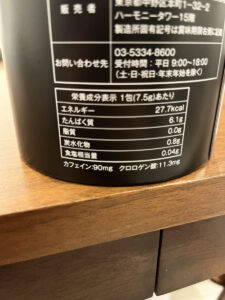 販売者
東京都中野区本町1-32-2
ハーモニータワー15階
製造所固有記号は賞味期限右側に記
お問い合わせ先
03-5334-8600
受付時間 平日 9:00~18:00
(土·日·祝日·年末年始を除く)
栄養成分表示 1包(7.5g)あたり
エネルギー 27.7kcal
たんぱく質 6.1g
脂質 0.0g
炭水化物 0.8g
食塩相当量 0.04g
カフェイン:90mg クロロゲン酸:11.3mg